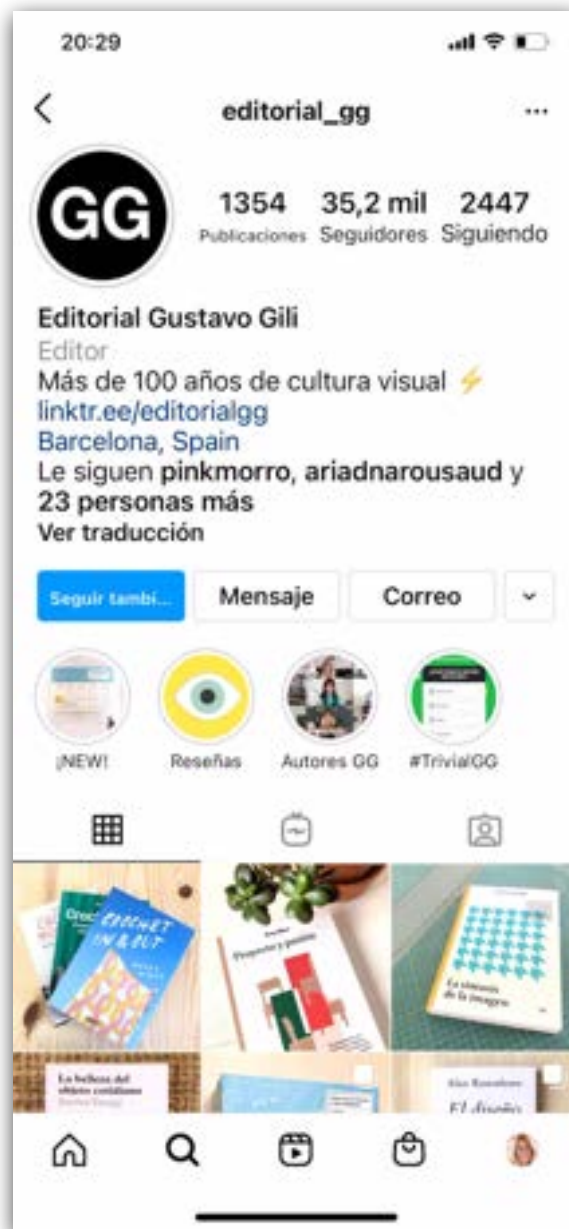 20:29
editorial_gg
GG
1354 35,2 mil 2447
Publicaciones Seguidores Siguiendo
Editorial Gustavo Gili
Editor
Más de 100 años de cultura visual ⚡
linktr.ee/editorialgg
Barcelona, Spain
Le siguen pinkmorro, ariadnarousaud y
23 personas más
Ver traducción
Seguir tambi... Mensaje Correo
¡NEW! Reseñas Autores GG #TrivialGG
CROCHET
IN & OUT
Proyecto y pasión
La sintaxis
de la imagen
La belleza del
objeto cotidiano
El diseño